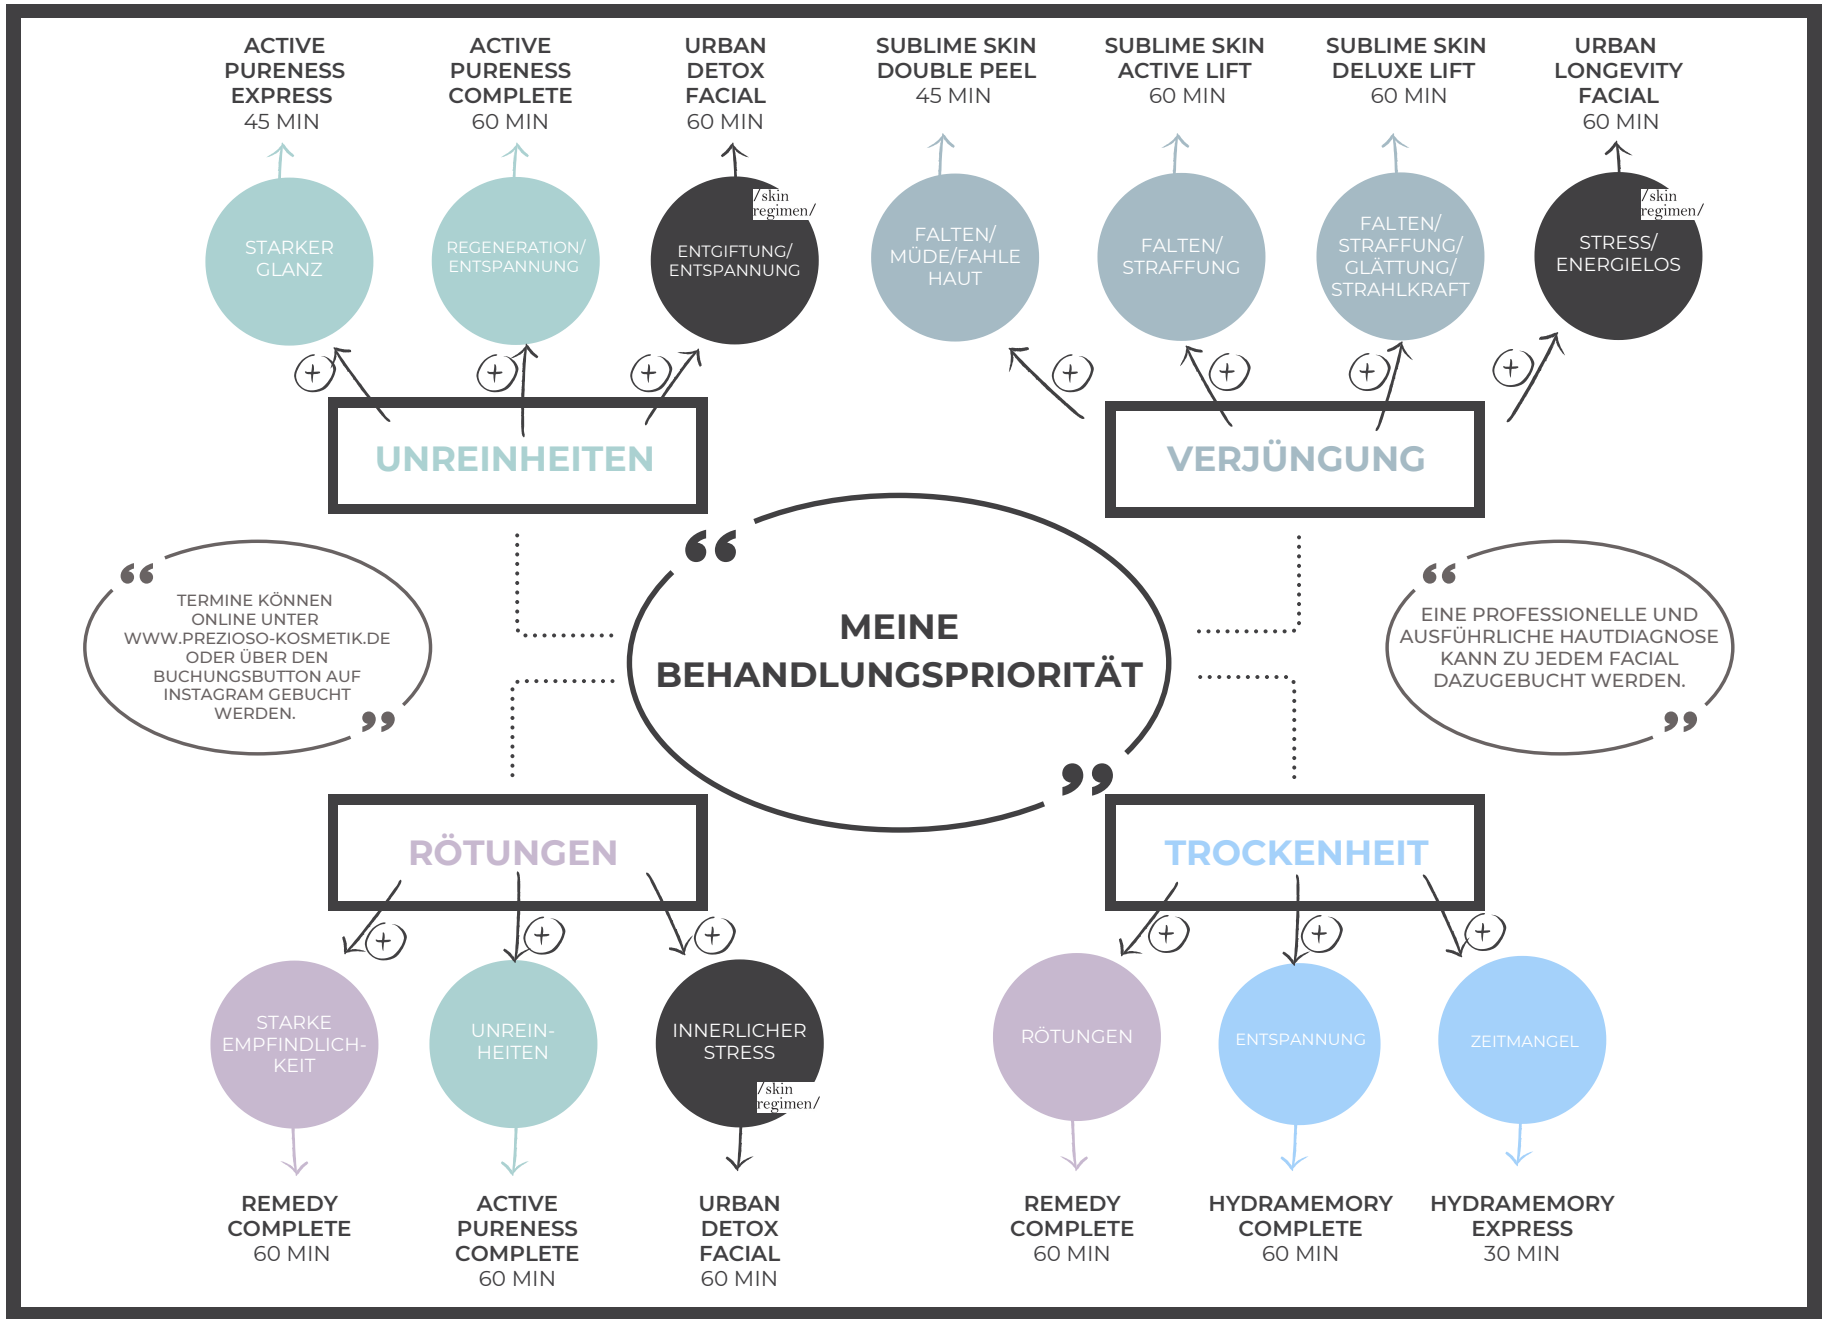 ACTIVE
PURENESS
EXPRESS
45 MIN
ACTIVE
PURENESS
COMPLETE
60 MIN
URBAN
DETOX
FACIAL
60 MIN
SUBLIME SKIN
DOUBLE PEEL
45 MIN
SUBLIME SKIN
ACTIVE LIFT
60 MIN
SUBLIME SKIN
DELUXE LIFT
60 MIN
URBAN
LONGEVITY
FACIAL
60 MIN
STARKER
GLANZ
REGENERATION/
ENTSPANNUNG
/skin
regimen/
ENTGIFTUNG/
ENTSPANNUNG
FALTEN/
MÜDE/FAHLE
HAUT
FALTEN/
STRAFFUNG
FALTEN/
STRAFFUNG/
GLÄTTUNG/
STRAHLKRAFT
/skin
regimen/
STRESS/
ENERGIELOS
+
+
+
+
+
+
+
UNREINHEITEN
VERJÜNGUNG
“
TERMINE KÖNNEN
ONLINE UNTER
WWW.PREZIOSO-KOSMETIK.DE
ODER ÜBER DEN
BUCHUNGSBUTTON AUF
INSTAGRAM GEBUCHT
WERDEN.
”
“
MEINE
BEHANDLUNGSPRIORITÄT
”
“
EINE PROFESSIONELLE UND
AUSFÜHRLICHE HAUTDIAGNOSE
KANN ZU JEDEM FACIAL
DAZUGEBUCHT WERDEN.
”
RÖTUNGEN
TROCKENHEIT
+
+
+
+
+
+
STARKE
EMPFINDLICH-
KEIT
UNREIN-
HEITEN
INNERLICHER
STRESS
/skin
regimen/
RÖTUNGEN
ENTSPANNUNG
ZEITMANGEL
REMEDY
COMPLETE
60 MIN
ACTIVE
PURENESS
COMPLETE
60 MIN
URBAN
DETOX
FACIAL
60 MIN
REMEDY
COMPLETE
60 MIN
HYDRAMEMORY
COMPLETE
60 MIN
HYDRAMEMORY
EXPRESS
30 MIN